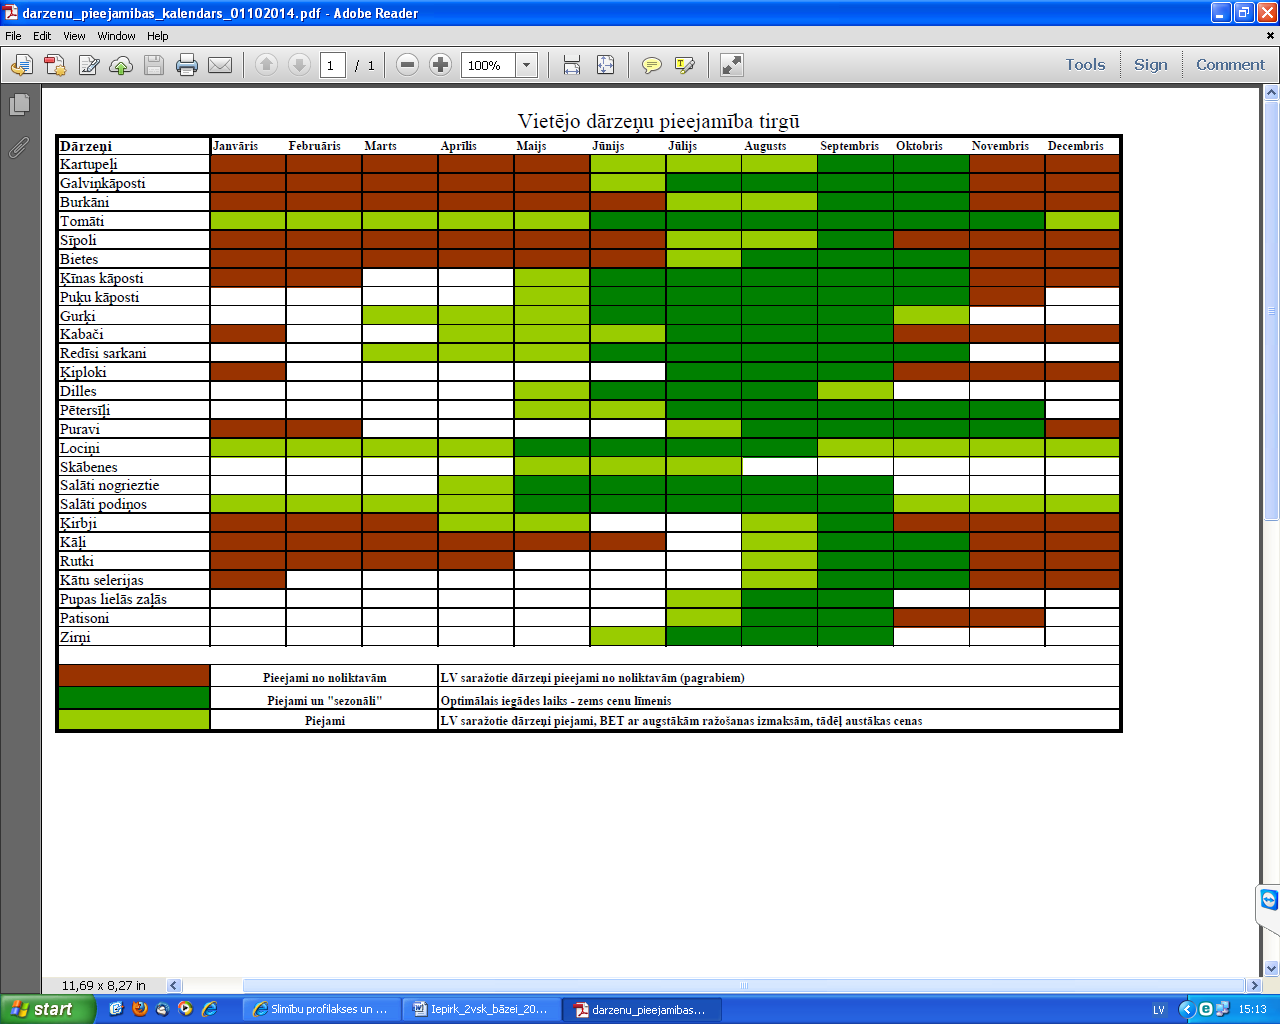 darzenu_pieejamibas_kalendars_01102014.pdf - Adobe Reader
File Edit View Window Help
1 / 1 100% Tools Sign Comment
Vietējo dārzeņu pieejamība tirgū
Dārzeņi Janvāris Februāris Marts Aprīlis Maijs Jūnijs Jūlijs Augusts Septembris Oktobris Novembris Decembris
Kartupeļi
Galviņkāposti
Burkāni
Tomāti
Sīpoli
Bietes
Ķīnas kāposti
Puķu kāposti
Gurķi
Kabači
Redīsi sarkani
Ķiploki
Dilles
Pētersīļi
Puravi
Lociņi
Skābenes
Salāti nogrieztie
Salāti podiņos
Ķirbji
Kāļi
Rutki
Kātu selerijas
Pupas lielās zaļās
Patisoni
Zirņi
Pieejami no noliktavām LV saražotie dārzeņi pieejami no noliktavām (pagrabiem)
Piejami un "sezonāli" Optimālais iegādes laiks - zems cenu līmenis
Piejami LV saražotie dārzeņi piejami, BET ar augstākām ražošanas izmaksām, tādēļ austākas cenas
11,69 x 8,27 in
start Slimību profilakses un ... Iepirk_2vsk_bāzei_20... darzenu_pieejamibas... LV 15:13